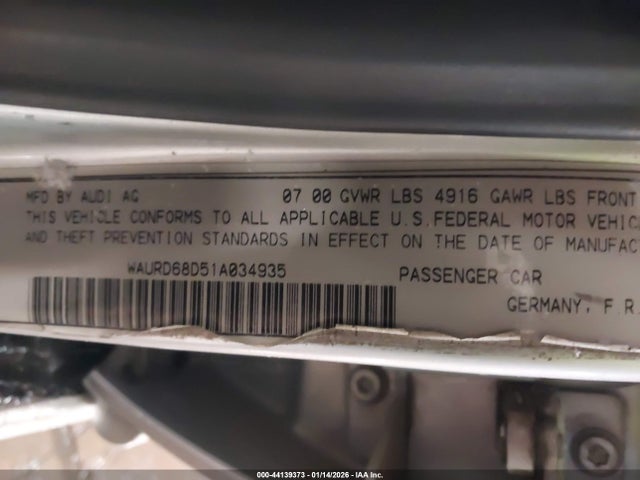 MFD BY AUDI AG 07 00 GVWR LBS 4916 GAWR LBS FRONT
THIS VEHICLE CONFORMS TO ALL APPLICABLE U.S.FEDERAL MOTOR VEHIC
AND THEFT PREVENTION STANDARDS IN EFFECT ON THE DATE OF MANUFAC
WAURD68D51A034935 PASSENGER CAR
GERMANY, F.R.
000-44139373 - 01/14/2026 - IAA Inc.